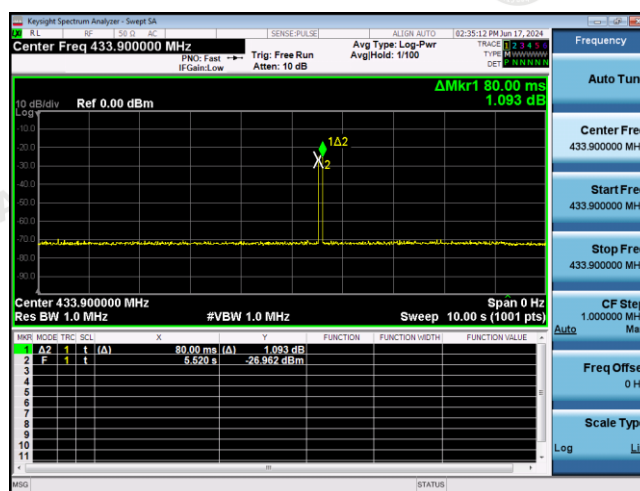 Keysight Spectrum Analyzer - Swept SA
RL RF 50 Ω AC SENSE:PULSE ALIGN AUTO 02:35:12 PM Jun 17, 2024
Center Freq 433.900000 MHz
PNO: Fast
IFGain:Low
Trig: Free Run
Atten: 10 dB
Avg Type: Log-Pwr
Avg|Hold: 1/100
TRACE 1 2 3 4 5 6
TYPE M WWWWW
DET P N N N N N
ΔMkr1 80.00 ms
1.093 dB
10 dB/div Ref 0.00 dBm
Log
-10.0
-20.0
-30.0
-40.0
-50.0
-60.0
-70.0
-80.0
-90.0
1Δ2
2
Center 433.900000 MHz Span 0 Hz
Res BW 1.0 MHz #VBW 1.0 MHz Sweep 10.00 s (1001 pts)
MKR MODE TRC SCL X Y FUNCTION FUNCTION WIDTH FUNCTION VALUE
1 Δ2 1 t (Δ) 80.00 ms (Δ) 1.093 dB
2 F 1 t 5.520 s -26.962 dBm
3
4
5
6
7
8
9
10
11
MSG STATUS
Frequency
Auto Tun
Center Fre
433.900000 MH
Start Fre
433.900000 MH
Stop Fre
433.900000 MH
CF Step
1.000000 MH
Auto Ma
Freq Offse
0 H
Scale Typ
Log Li